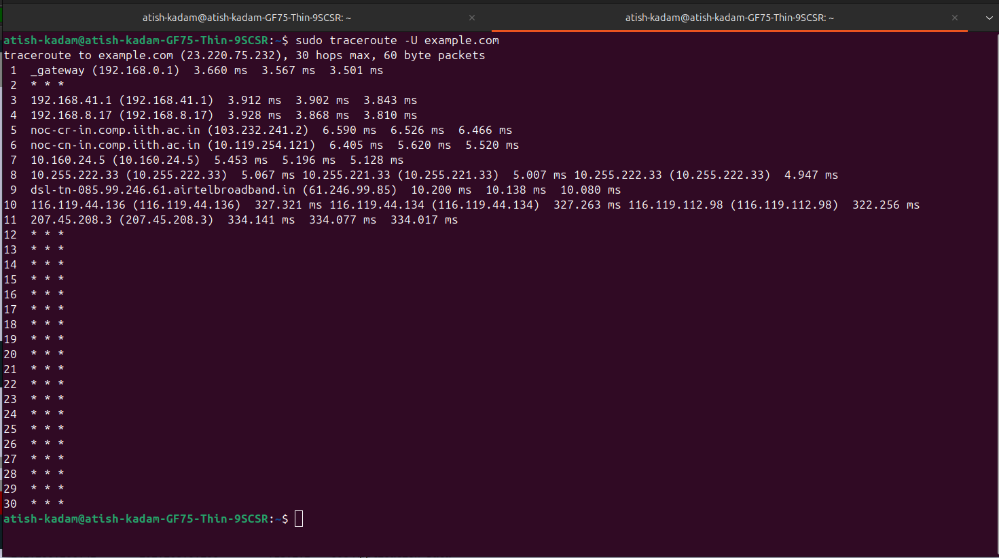 atish-kadam@atish-kadam-GF75-Thin-9SCSR: ~ × atish-kadam@atish-kadam-GF75-Thin-9SCSR: ~ ×
atish-kadam@atish-kadam-GF75-Thin-9SCSR:~$ sudo traceroute -U example.com
traceroute to example.com (23.220.75.232), 30 hops max, 60 byte packets
1 _gateway (192.168.0.1) 3.660 ms 3.567 ms 3.501 ms
2 * * *
3 192.168.41.1 (192.168.41.1) 3.912 ms 3.902 ms 3.843 ms
4 192.168.8.17 (192.168.8.17) 3.928 ms 3.868 ms 3.810 ms
5 noc-cr-in.comp.iith.ac.in (103.232.241.2) 6.590 ms 6.526 ms 6.466 ms
6 noc-cn-in.comp.iith.ac.in (10.119.254.121) 6.405 ms 5.620 ms 5.520 ms
7 10.160.24.5 (10.160.24.5) 5.453 ms 5.196 ms 5.128 ms
8 10.255.222.33 (10.255.222.33) 5.067 ms 10.255.221.33 (10.255.221.33) 5.007 ms 10.255.222.33 (10.255.222.33) 4.947 ms
9 dsl-tn-085.99.246.61.airtelbroadband.in (61.246.99.85) 10.200 ms 10.138 ms 10.080 ms
10 116.119.44.136 (116.119.44.136) 327.321 ms 116.119.44.134 (116.119.44.134) 327.263 ms 116.119.112.98 (116.119.112.98) 322.256 ms
11 207.45.208.3 (207.45.208.3) 334.141 ms 334.077 ms 334.017 ms
12 * * *
13 * * *
14 * * *
15 * * *
16 * * *
17 * * *
18 * * *
19 * * *
20 * * *
21 * * *
22 * * *
23 * * *
24 * * *
25 * * *
26 * * *
27 * * *
28 * * *
29 * * *
30 * * *
atish-kadam@atish-kadam-GF75-Thin-9SCSR:~$